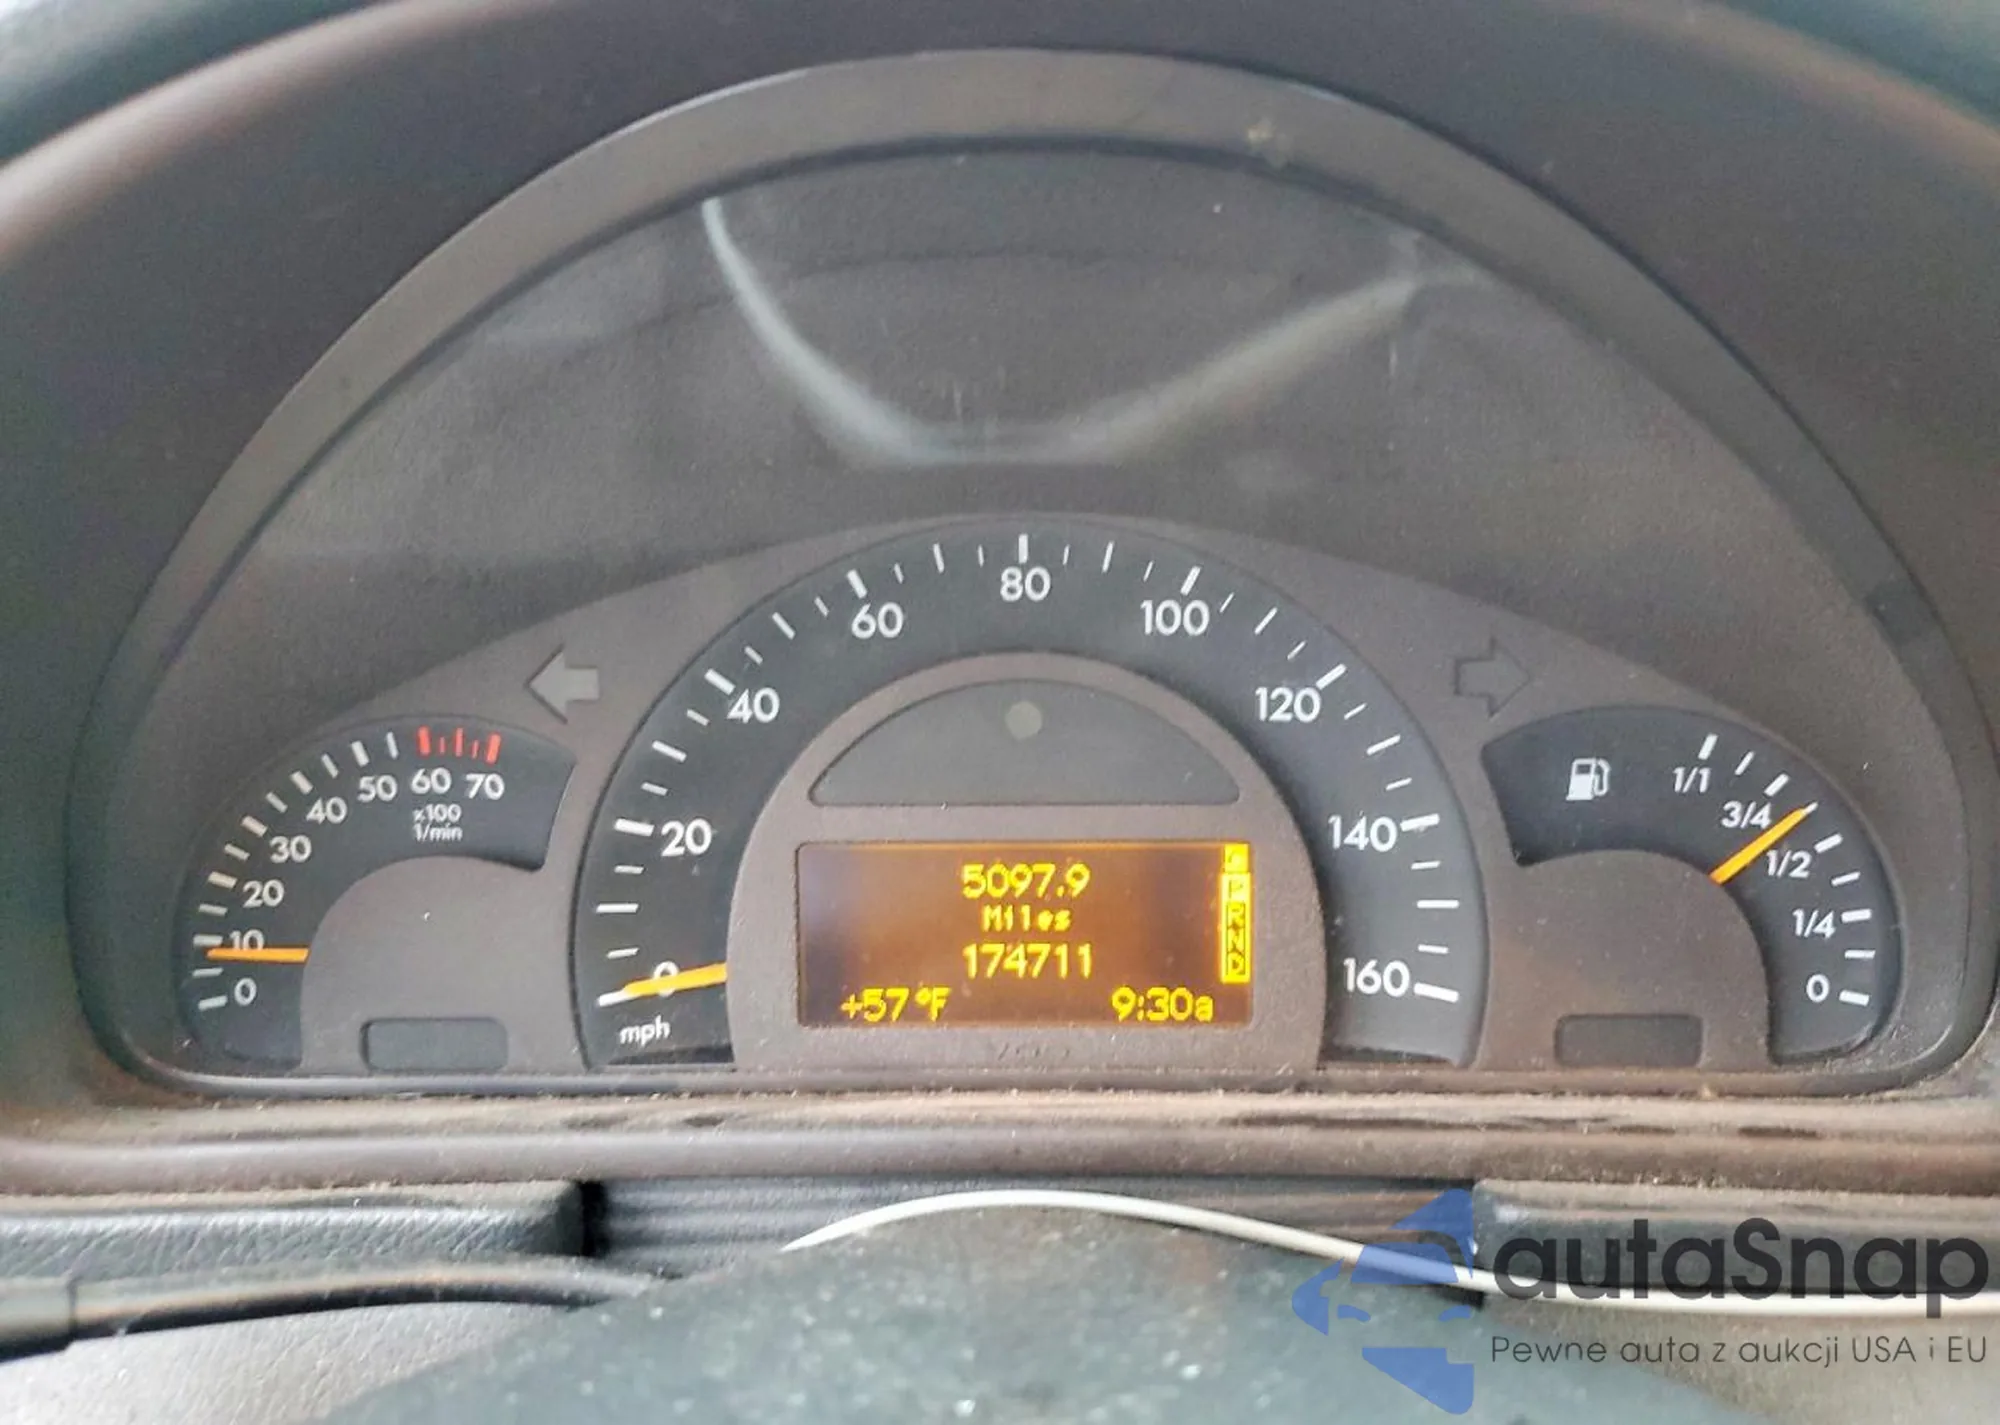 80
60
100
40
120
20
140
0
160
mph
50 60 70
40
30
20
10
0
x100
1/min
1/1
3/4
1/2
1/4
0
5097.9
Miles
174711
+57°F
9:30a
P
R
N
D
VDO
autaSnap
Pewne auta z aukcji USA i EU